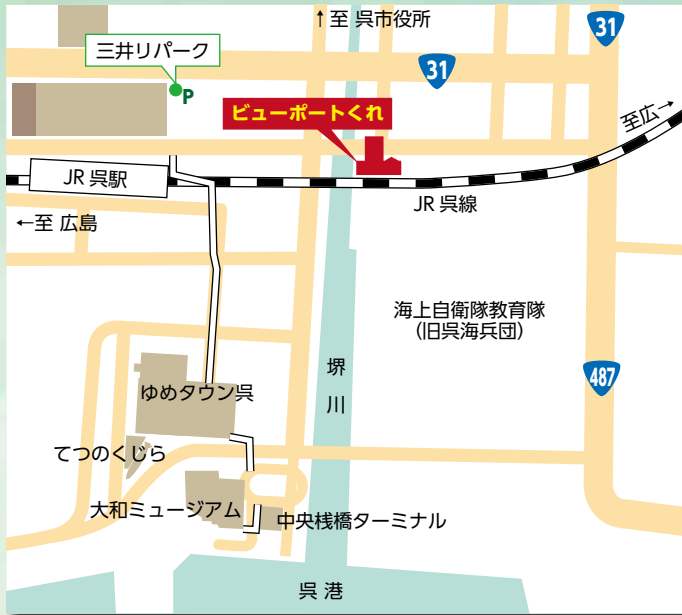 ↑至 呉市役所
31
三井リパーク
31
P
ビューポートくれ
至広→
JR 呉駅
JR 呉線
←至 広島
海上自衛隊教育隊
(旧呉海兵団)
堺川
487
ゆめタウン呉
てつのくじら
大和ミュージアム
中央桟橋ターミナル
呉港